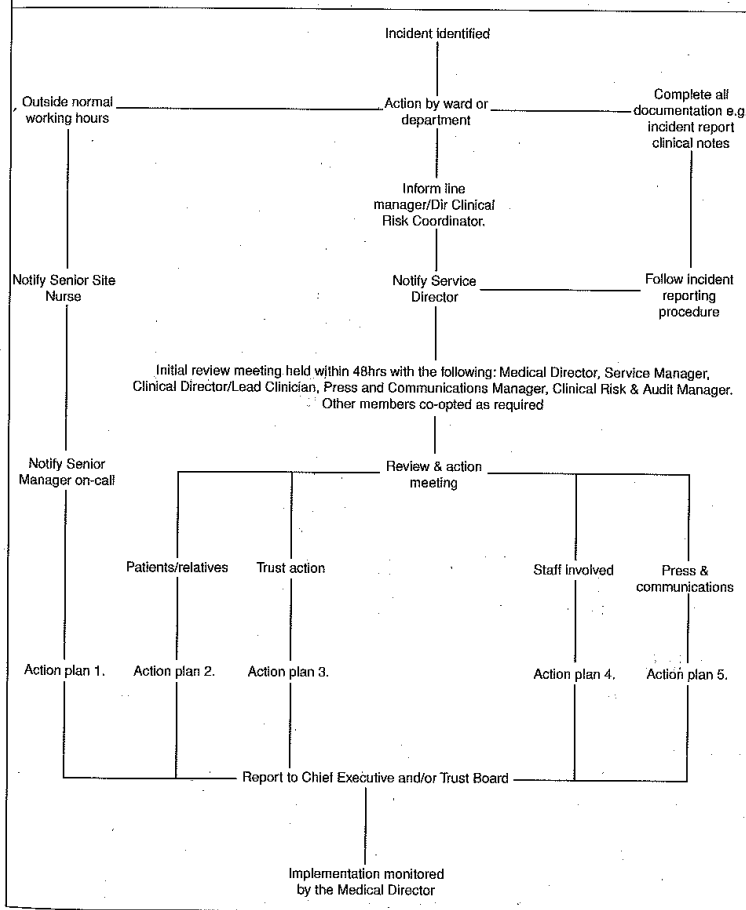 Incident identified
Outside normal
working hours
Action by ward or
department
Complete all
documentation e.g
incident report
clinical notes
Inform line
manager/Dir Clinical
Risk Coordinator.
Notify Senior Site
Nurse
Notify Service
Director
Follow incident
reporting
procedure
Initial review meeting held within 48hrs with the following: Medical Director, Service Manager,
Clinical Director/Lead Clinician, Press and Communications Manager, Clinical Risk & Audit Manager.
Other members co-opted as required
Notify Senior
Manager on-call
Review & action
meeting
Patients/relatives
Trust action
Staff involved
Press &
communications
Action plan 1.
Action plan 2.
Action plan 3.
Action plan 4.
Action plan 5.
Report to Chief Executive and/or Trust Board
Implementation monitored
by the Medical Director